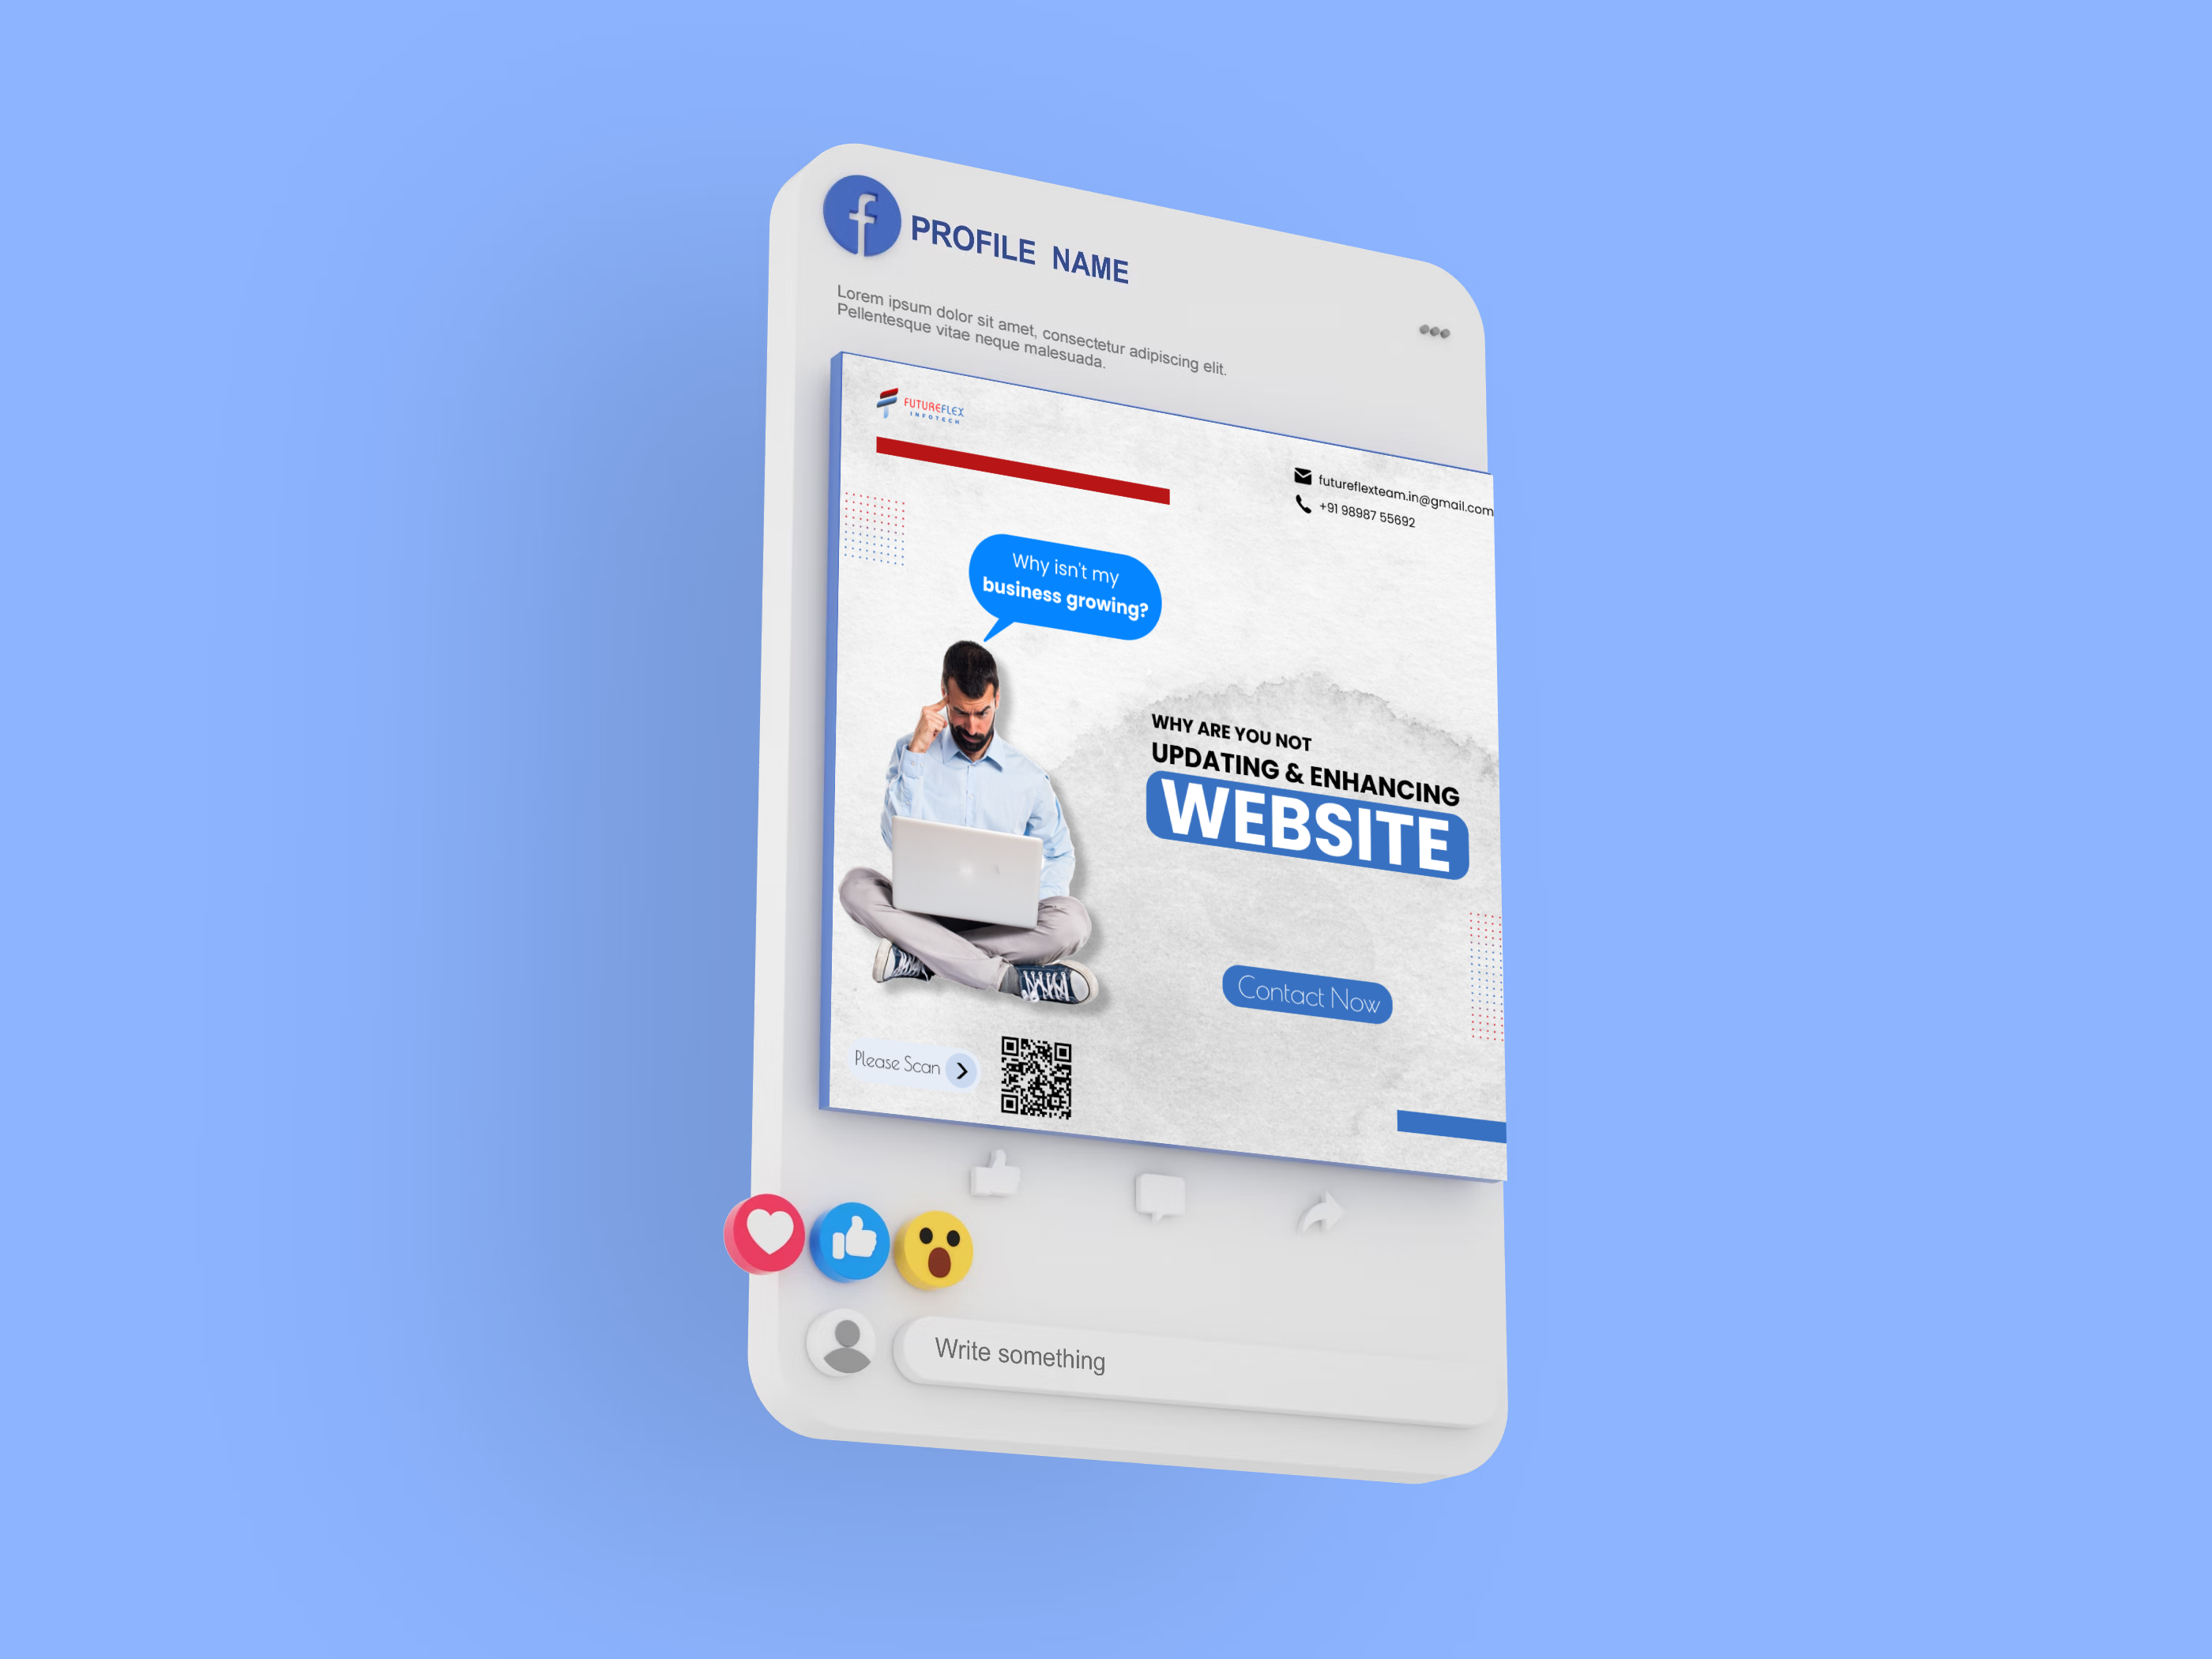 PROFILE NAME
Lorem ipsum dolor sit amet, consectetur adipiscing elit.
Pellentesque vitae neque malesuada.
FUTUREFLEX
INFOTECH
futureflexteam.in@gmail.com
+91 98987 55692
Why isn't my
business growing?
WHY ARE YOU NOT
UPDATING & ENHANCING
WEBSITE
Contact Now
Please Scan
Write something